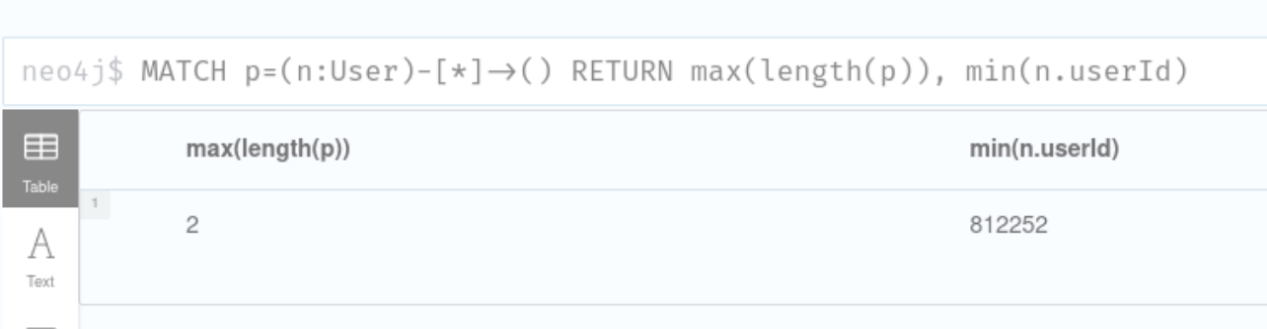 neo4j$ MATCH p=(n:User)-[*]->() RETURN max(length(p)), min(n.userId)
max(length(p)) min(n.userId)
Table
1
2 812252
A
Text